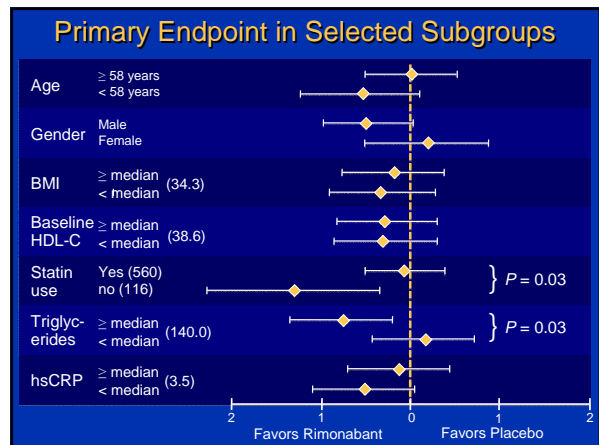 Primary Endpoint in Selected Subgroups
Age
≥ 58 years
< 58 years
Gender
Male
Female
BMI
≥ median
< median
(34.3)
Baseline
HDL-C
≥ median
< median
(38.6)
Statin
use
Yes (560)
no (116)
} P = 0.03
Triglyc-
erides
≥ median
< median
(140.0)
} P = 0.03
hsCRP
≥ median
< median
(3.5)
2 1 0 1 2
Favors Rimonabant Favors Placebo